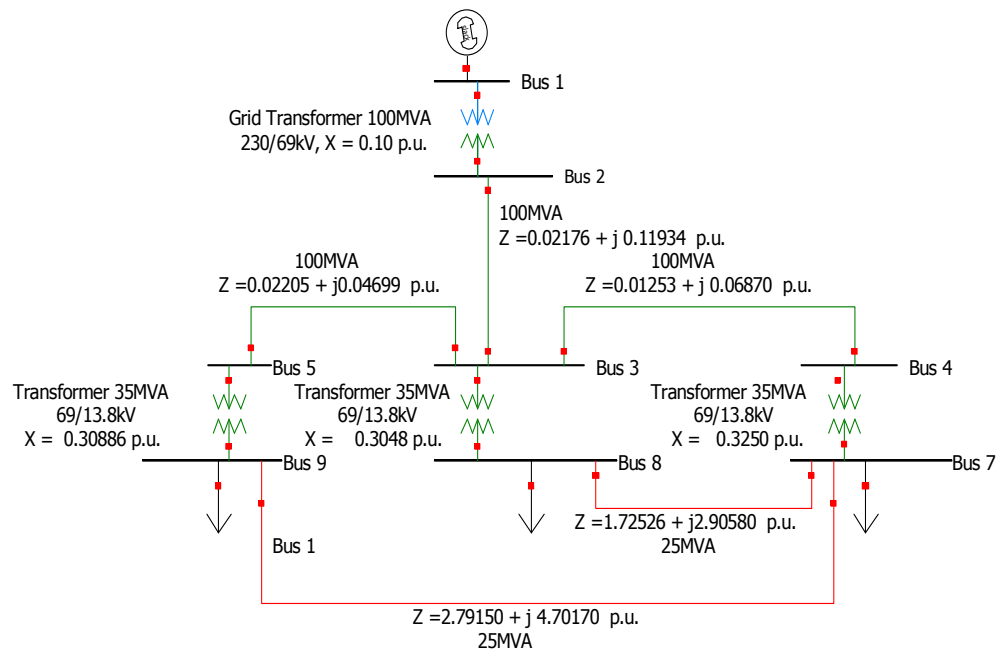 slack
Bus 1
Grid Transformer 100MVA
230/69kV, X = 0.10 p.u.
Bus 2
100MVA
Z =0.02176 + j 0.11934 p.u.
100MVA
Z =0.02205 + j0.04699 p.u.
100MVA
Z =0.01253 + j 0.06870 p.u.
Bus 5
Bus 3
Bus 4
Transformer 35MVA
69/13.8kV
X = 0.30886 p.u.
Transformer 35MVA
69/13.8kV
X = 0.3048 p.u.
Transformer 35MVA
69/13.8kV
X = 0.3250 p.u.
Bus 9
Bus 8
Bus 7
Z =1.72526 + j2.90580 p.u.
25MVA
Bus 1
Z =2.79150 + j 4.70170 p.u.
25MVA